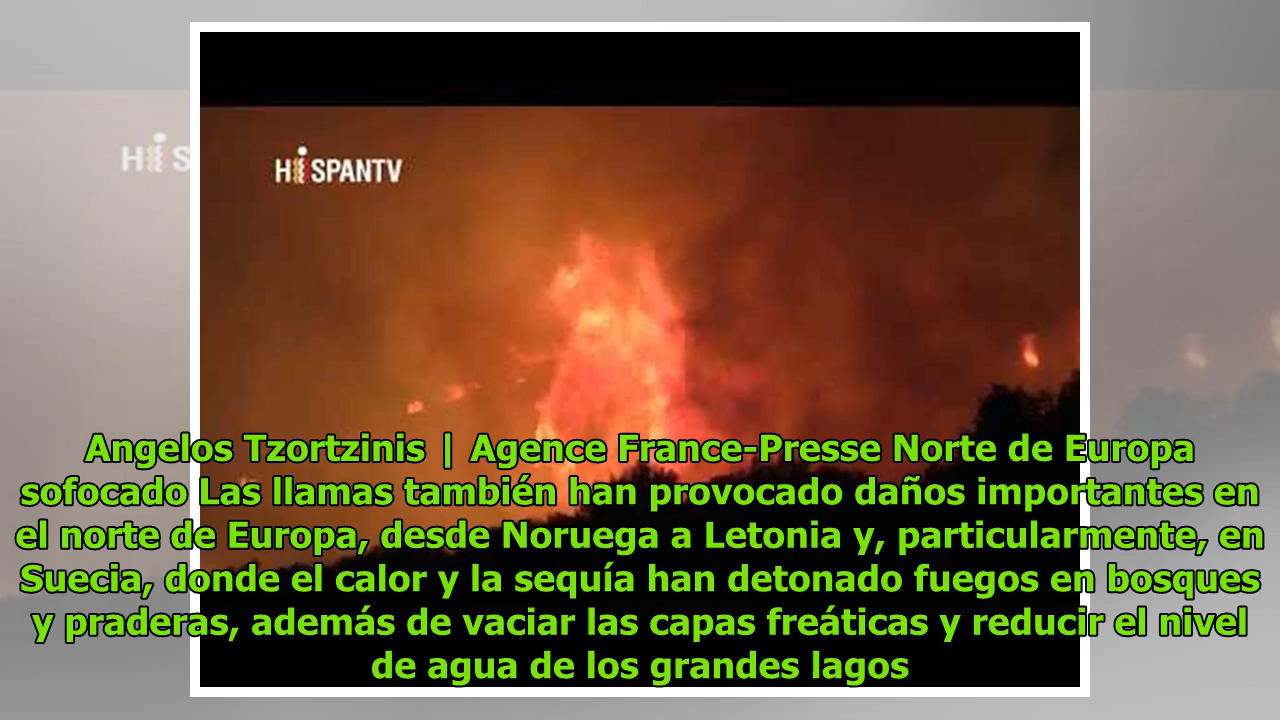 HISPANTV
HIS
Angelos Tzortzinis | Agence France-Presse Norte de Europa
sofocado Las llamas también han provocado daños importantes en
el norte de Europa, desde Noruega a Letonia y, particularmente, en
Suecia, donde el calor y la sequía han detonado fuegos en bosques
y praderas, además de vaciar las capas freáticas y reducir el nivel
de agua de los grandes lagos